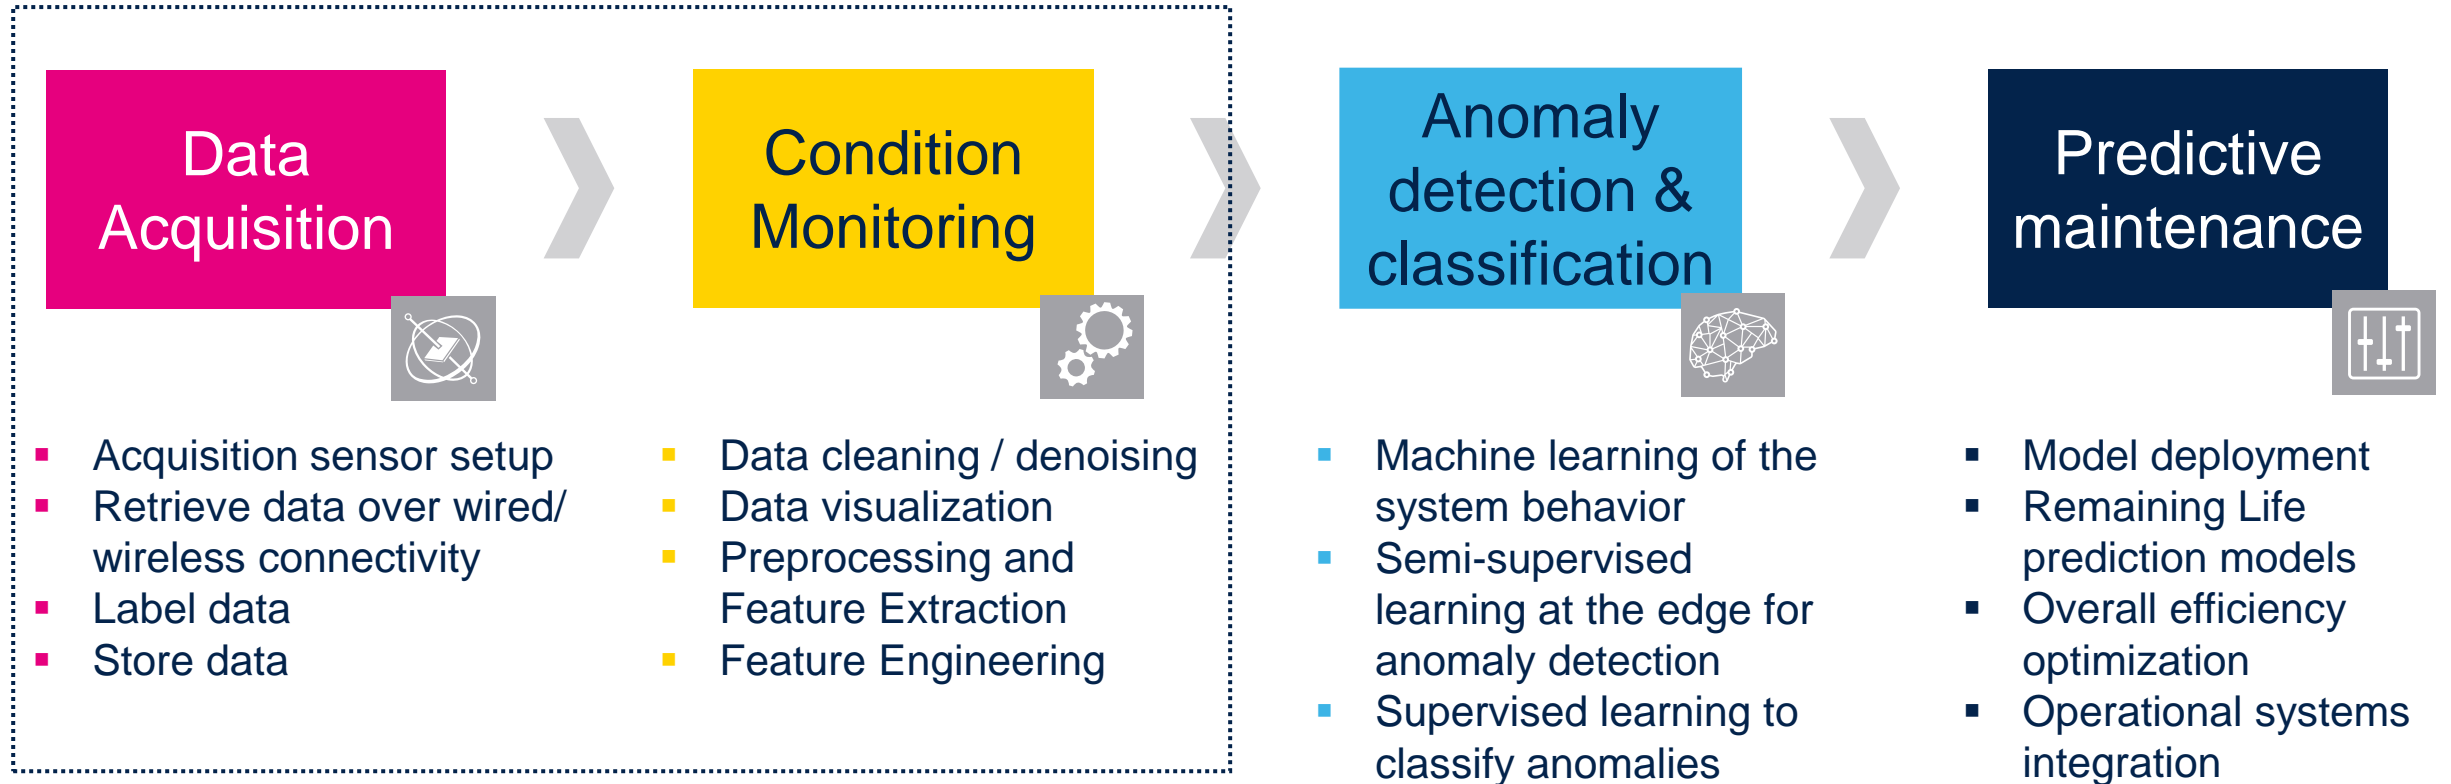 Data
Acquisition
Condition
Monitoring
Anomaly
detection &
classification
Predictive
maintenance
Acquisition sensor setup
Retrieve data over wired/
wireless connectivity
Label data
Store data
Data cleaning / denoising
Data visualization
Preprocessing and
Feature Extraction
Feature Engineering
Machine learning of the
system behavior
Semi-supervised
learning at the edge for
anomaly detection
Supervised learning to
classify anomalies
Model deployment
Remaining Life
prediction models
Overall efficiency
optimization
Operational systems
integration